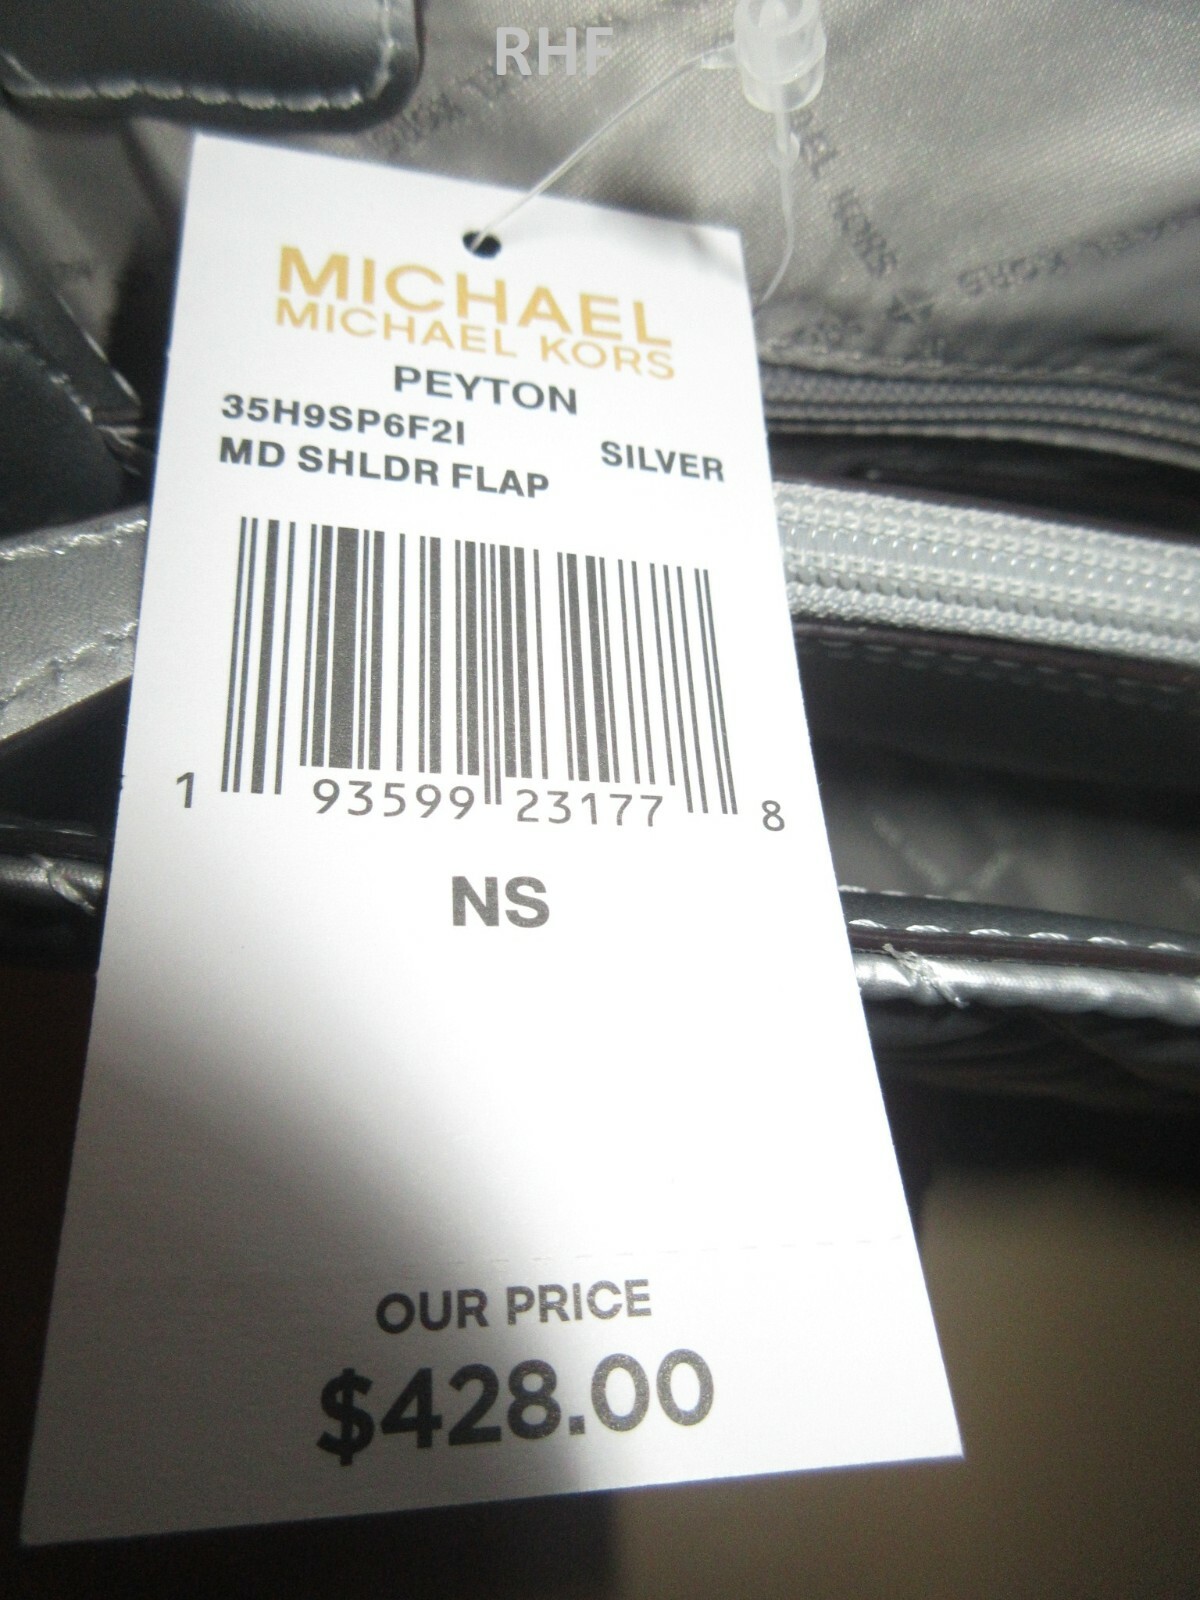 RHF
MICHAEL
MICHAEL KORS
PEYTON
35H9SP6F2I
SILVER
MD SHLDR FLAP
1 93599 23177 8
NS
OUR PRICE
$428.00